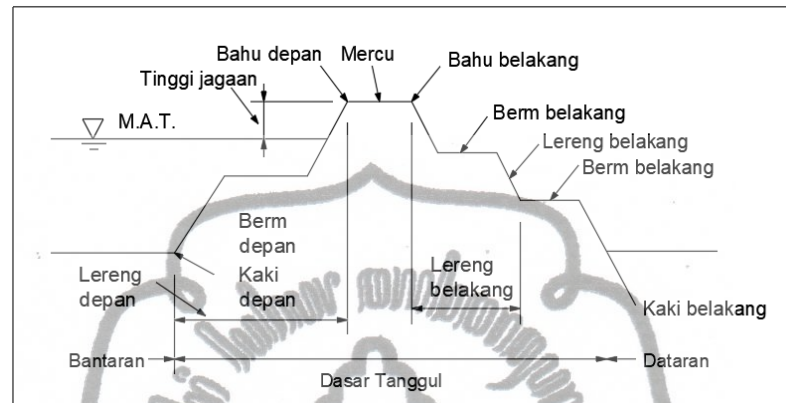 Bahu depan
Mercu
Bahu belakang
Tinggi jagaan
M.A.T.
Berm belakang
Lereng belakang
Berm belakang
Berm
depan
Kaki
depan
Lereng
depan
Lereng
belakang
Kaki belakang
Bantaran
Dasar Tanggul
Dataran